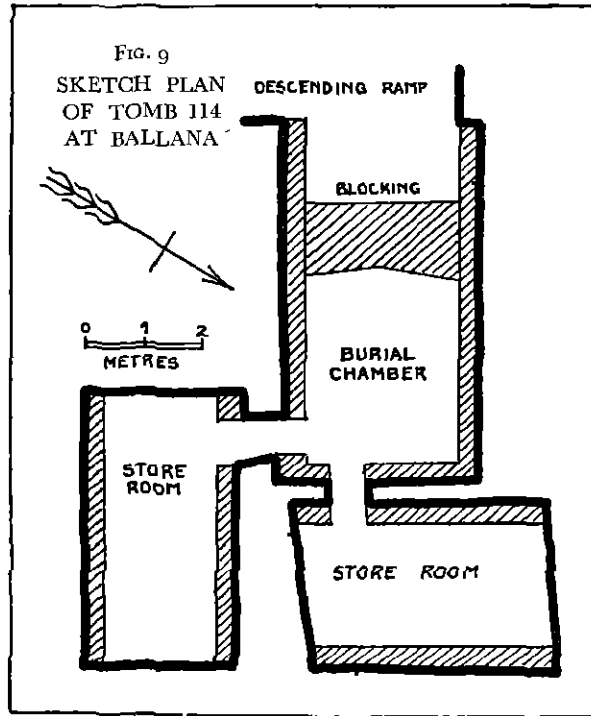 FIG. 9
SKETCH PLAN
OF TOMB 114
AT BALLANA
DESCENDING RAMP
BLOCKING
0 1 2
METRES
BURIAL
CHAMBER
STORE
ROOM
STORE ROOM